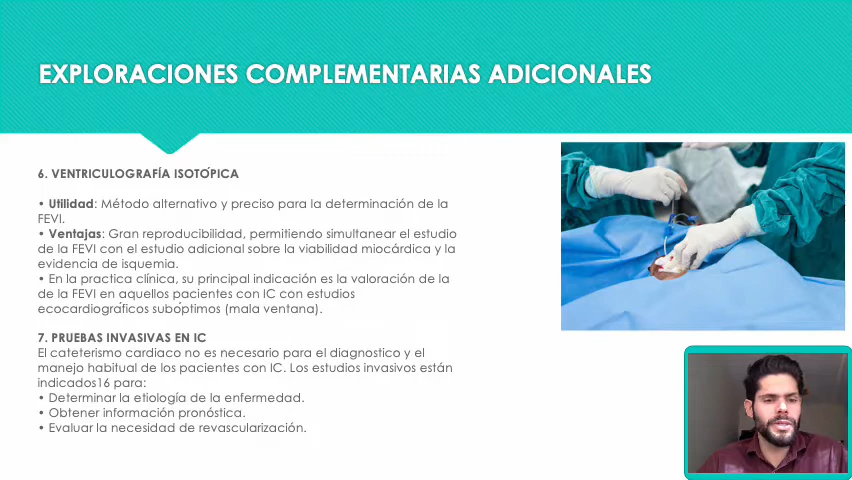 EXPLORACIONES COMPLEMENTARIAS ADICIONALES
6. VENTRICULOGRAFÍA ISOTÓPICA
• Utilidad: Método alternativo y preciso para la determinación de la
FEVI.
• Ventajas: Gran reproducibilidad, permitiendo simultanear el estudio
de la FEVI con el estudio adicional sobre la viabilidad miocárdica y la
evidencia de isquemia.
• En la practica clínica, su principal indicación es la valoración de la
de la FEVI en aquellos pacientes con IC con estudios
ecocardiográficos subóptimos (mala ventana).
7. PRUEBAS INVASIVAS EN IC
El cateterismo cardiaco no es necesario para el diagnostico y el
manejo habitual de los pacientes con IC. Los estudios invasivos están
indicados16 para:
• Determinar la etiología de la enfermedad.
• Obtener información pronóstica.
• Evaluar la necesidad de revascularización.